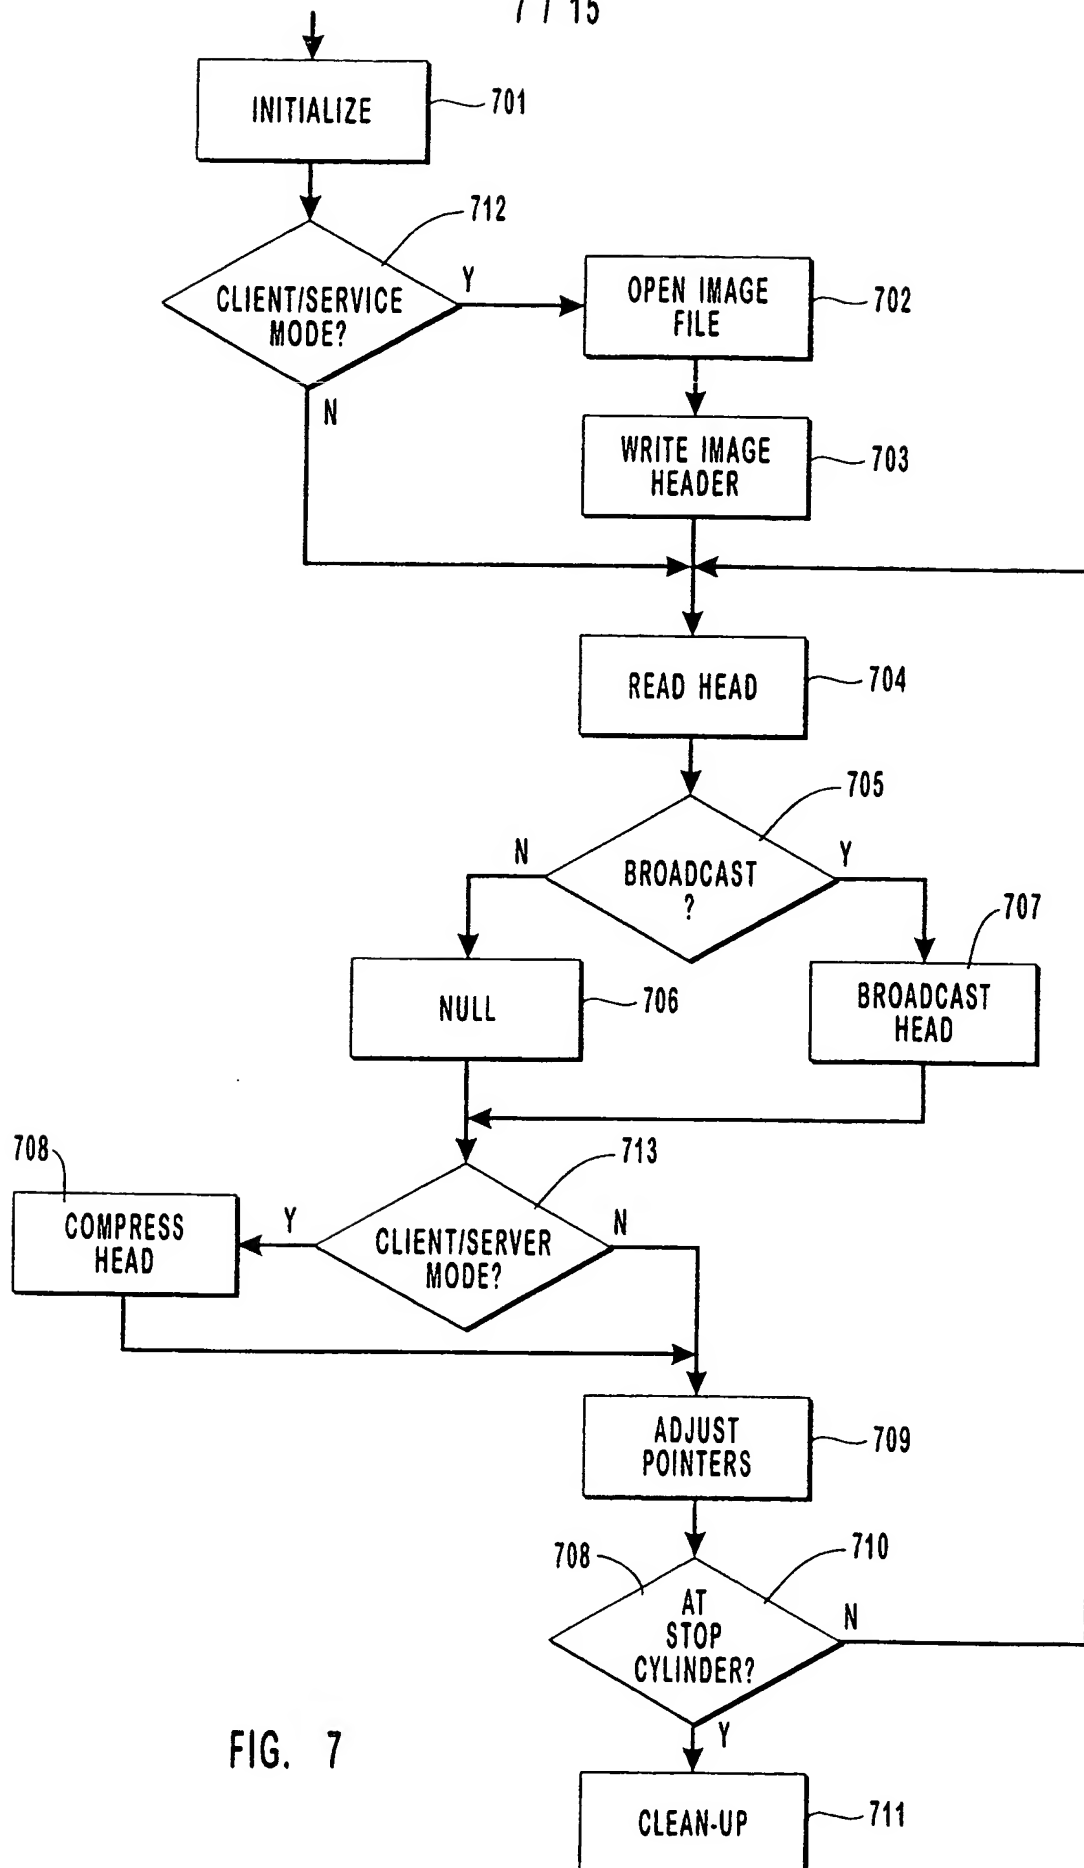 7 / 15
INITIALIZE
701
712
CLIENT/SERVICE
MODE?
Y
N
OPEN IMAGE
FILE
702
WRITE IMAGE
HEADER
703
READ HEAD
704
705
BROADCAST
?
N
Y
707
NULL
706
BROADCAST
HEAD
708
713
COMPRESS
HEAD
Y
CLIENT/SERVER
MODE?
N
ADJUST
POINTERS
709
708
710
AT
STOP
CYLINDER?
N
Y
FIG. 7
CLEAN-UP
711